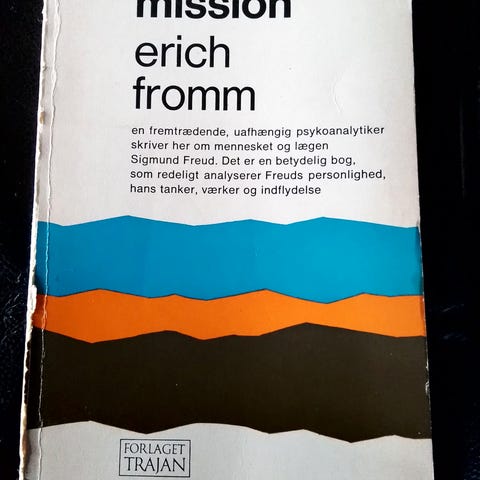 mission
erich
fromm
en fremtrædende, uafhængig psykoanalytiker
skriver her om mennesket og lægen
Sigmund Freud. Det er en betydelig bog,
som redeligt analyserer Freuds personlighed,
hans tanker, værker og indflydelse
FORLAGET
TRAJAN